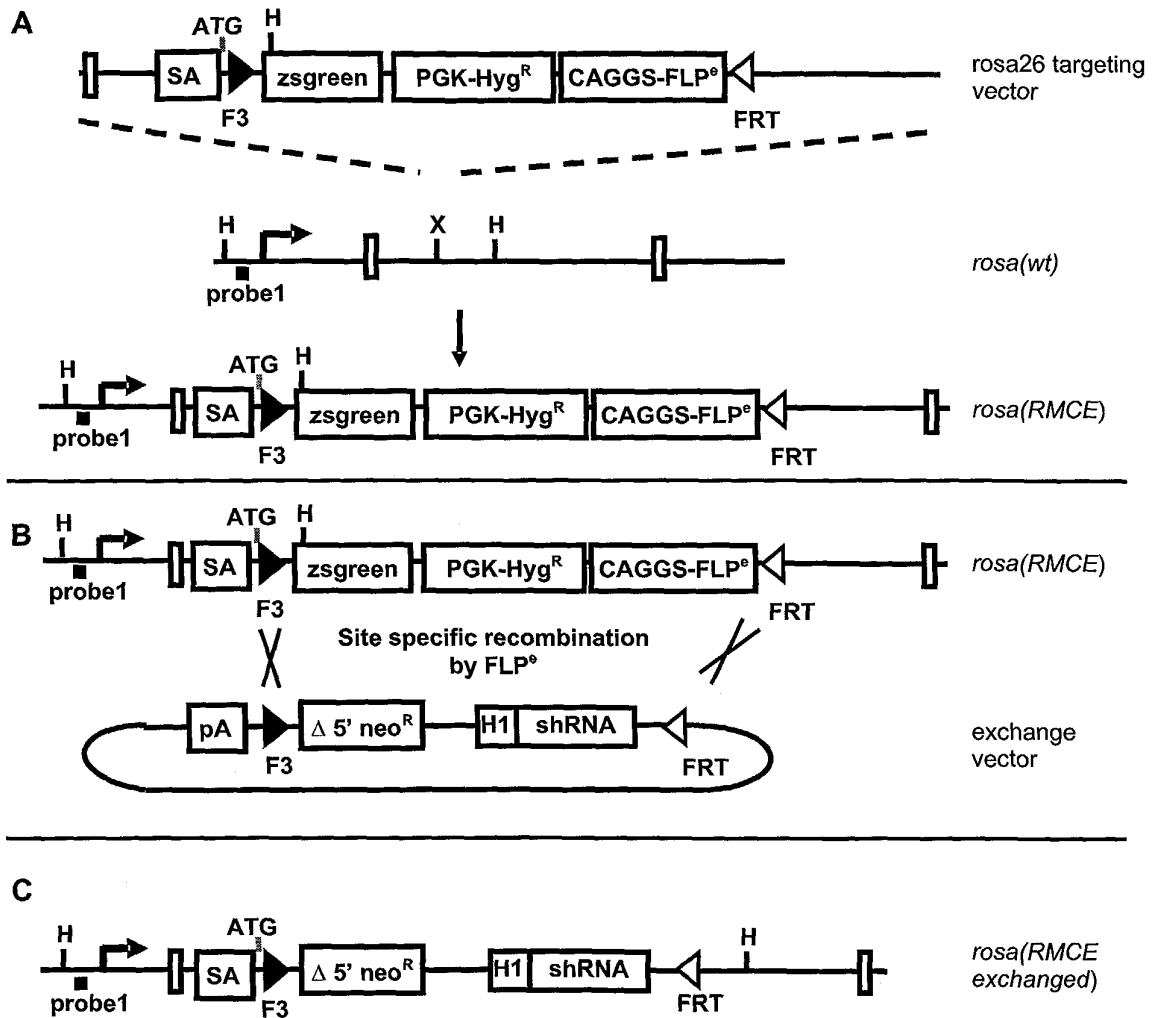 A
ATG H
SA zsgreen PGK-Hyg^R CAGGS-FLP^e
F3 FRT
rosa26 targeting
vector
H X H
probe1
rosa(wt)
H ATG H
SA zsgreen PGK-Hyg^R CAGGS-FLP^e
probe1 F3 FRT
rosa(RMCE)
B
H ATG H
SA zsgreen PGK-Hyg^R CAGGS-FLP^e
probe1 F3 FRT
rosa(RMCE)
Site specific recombination
by FLP^e
pA Δ 5' neo^R H1 shRNA
F3 FRT
exchange
vector
C
H ATG H
SA Δ 5' neo^R H1 shRNA
probe1 F3 FRT
rosa(RMCE
exchanged)